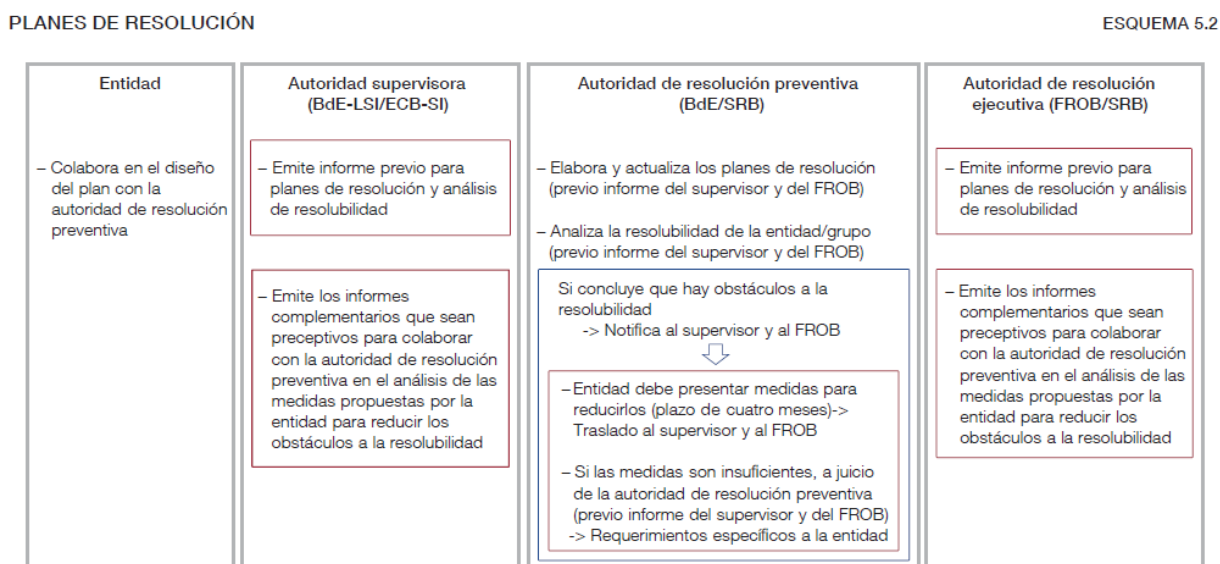 PLANES DE RESOLUCIÓN
ESQUEMA 5.2
Entidad
– Colabora en el diseño
del plan con la
autoridad de resolución
preventiva
Autoridad supervisora
(BdE-LSI/ECB-SI)
– Emite informe previo para
planes de resolución y análisis
de resolubilidad
– Emite los informes
complementarios que sean
preceptivos para colaborar
con la autoridad de resolución
preventiva en el análisis de las
medidas propuestas por la
entidad para reducir los
obstáculos a la resolubilidad
Autoridad de resolución preventiva
(BdE/SRB)
– Elabora y actualiza los planes de resolución
(previo informe del supervisor y del FROB)
– Analiza la resolubilidad de la entidad/grupo
(previo informe del supervisor y del FROB)
Si concluye que hay obstáculos a la
resolubilidad
-> Notifica al supervisor y al FROB
– Entidad debe presentar medidas para
reducirlos (plazo de cuatro meses)->
Traslado al supervisor y al FROB
– Si las medidas son insuficientes, a juicio
de la autoridad de resolución preventiva
(previo informe del supervisor y del FROB)
-> Requerimientos específicos a la entidad
Autoridad de resolución
ejecutiva (FROB/SRB)
– Emite informe previo para
planes de resolución y análisis
de resolubilidad
– Emite los informes
complementarios que sean
preceptivos para colaborar
con la autoridad de resolución
preventiva en el análisis de las
medidas propuestas por la
entidad para reducir los
obstáculos a la resolubilidad